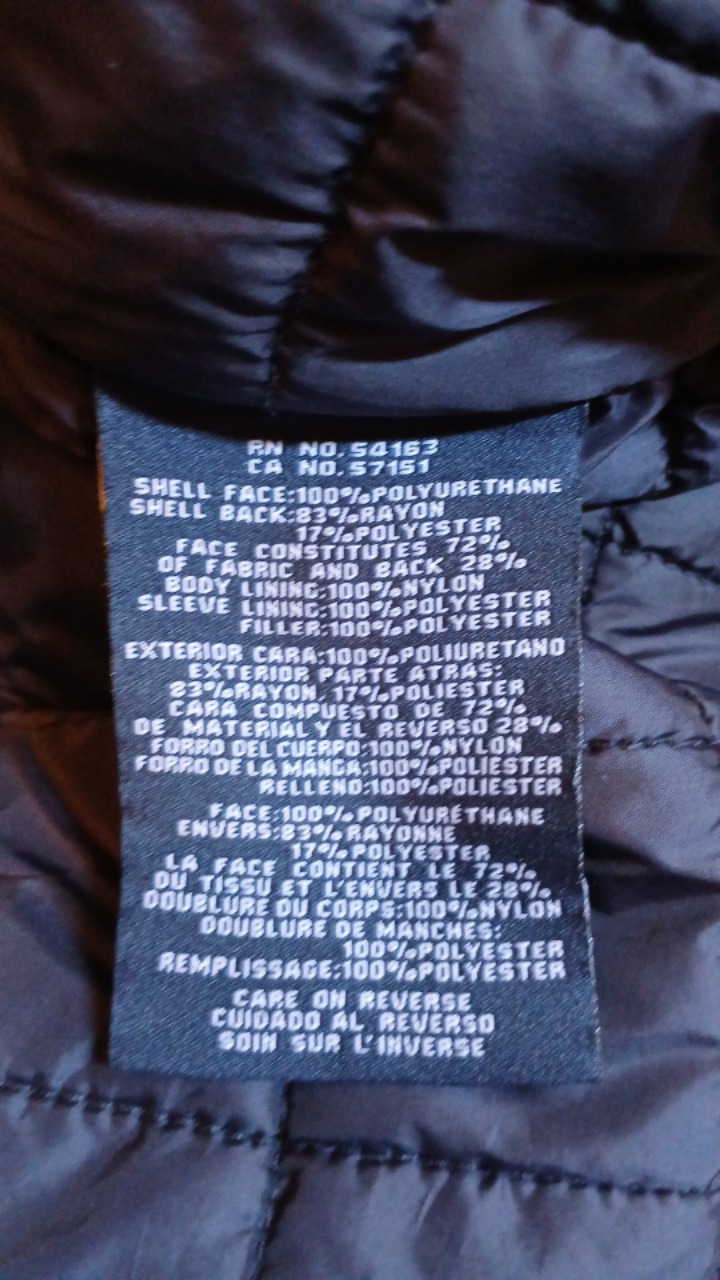 RN NO.54163
CA NO.57151
SHELL FACE:100%POLYURETHANE
SHELL BACK:83%RAYON
17%POLYESTER
FACE CONSTITUTES 72%
OF FABRIC AND BACK 28%
BODY LINING:100%NYLON
SLEEVE LINING:100%POLYESTER
FILLER:100%POLYESTER
EXTERIOR CARA:100%POLIURETANO
EXTERIOR PARTE ATRAS:
83%RAYON, 17%POLIESTER
CARA COMPUESTO DE 72%
DE MATERIAL Y EL REVERSO 28%
FORRO DEL CUERPO:100%NYLON
FORRO DE LA MANGA:100%POLIESTER
RELLENO:100%POLIESTER
FACE:100%POLYURÉTHANE
ENVERS:83%RAYONNE
17%POLYESTER
LA FACE CONTIENT LE 72%
DU TISSU ET L'ENVERS LE 28%
DOUBLURE DU CORPS:100%NYLON
DOUBLURE DE MANCHES:
100%POLYESTER
REMPLISSAGE:100%POLYESTER
CARE ON REVERSE
CUIDADO AL REVERSO
SOIN SUR L'INVERSE